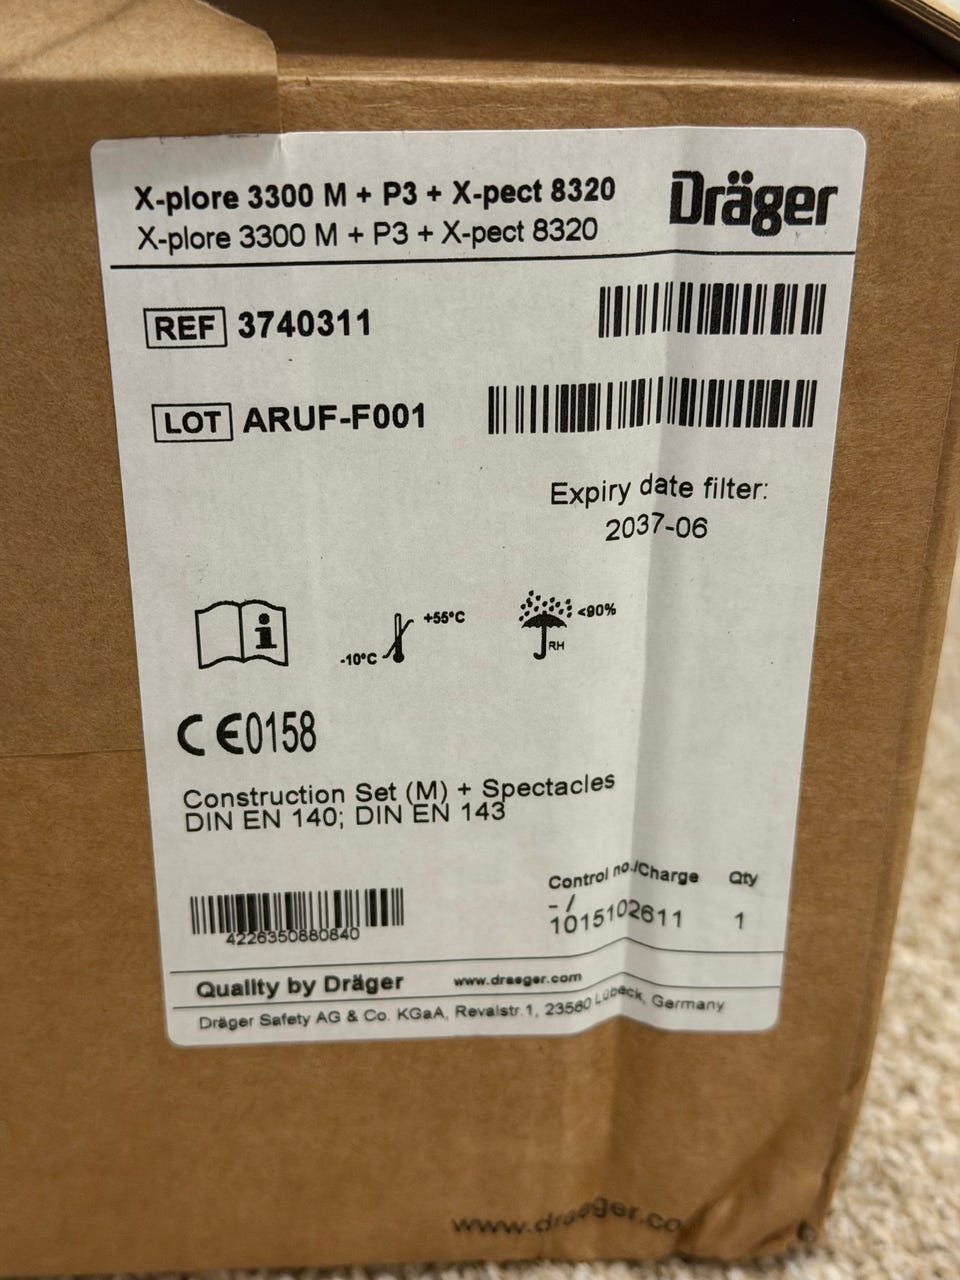 X-plore 3300 M + P3 + X-pect 8320
Dräger
X-plore 3300 M + P3 + X-pect 8320
REF 3740311
LOT ARUF-F001
Expiry date filter:
2037-06
i
+55°C
-10°C
<90%
RH
CE0158
Construction Set (M) + Spectacles
DIN EN 140; DIN EN 143
Control no./Charge Qty
- /
1015102611 1
4226350880840
Quality by Dräger www.draeger.com
Dräger Safety AG & Co. KGaA, Revalstr.1, 23560 Lübeck, Germany
www.draeger.co